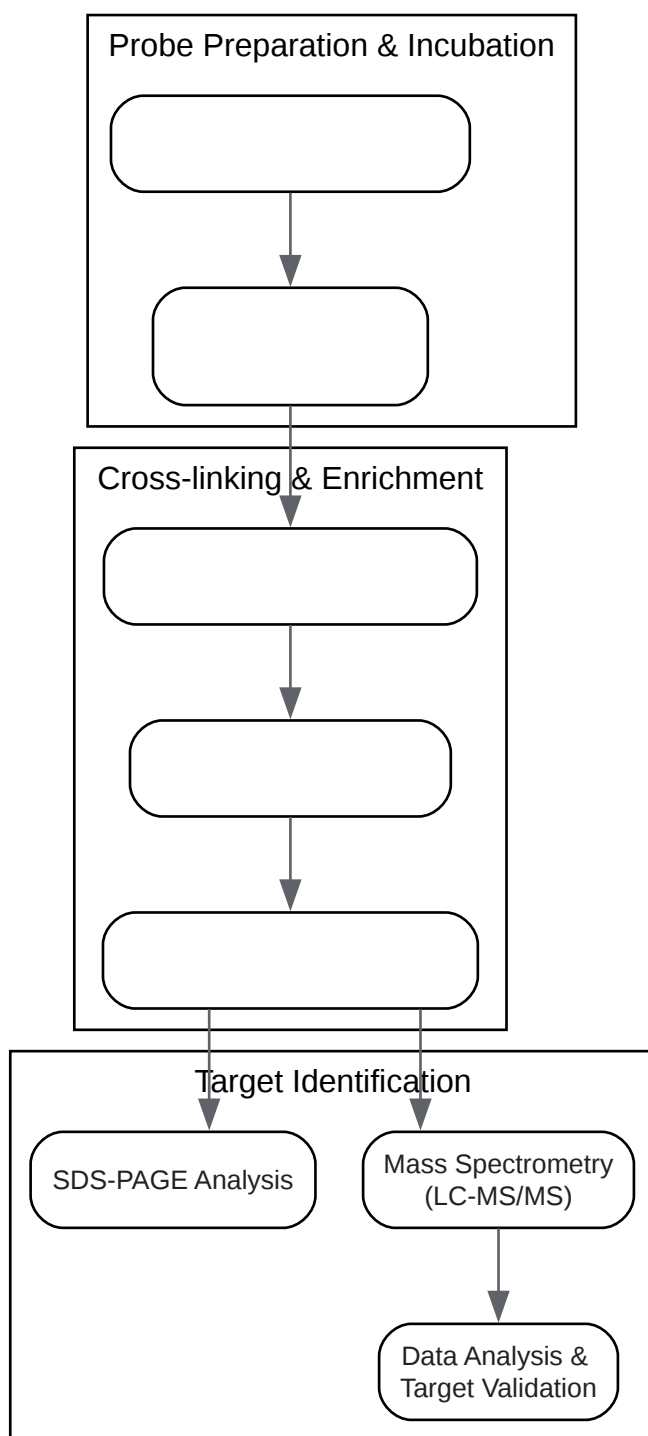 Probe Preparation & Incubation
Cross-linking & Enrichment
Target Identification
SDS-PAGE Analysis
Mass Spectrometry
(LC-MS/MS)
Data Analysis &
Target Validation